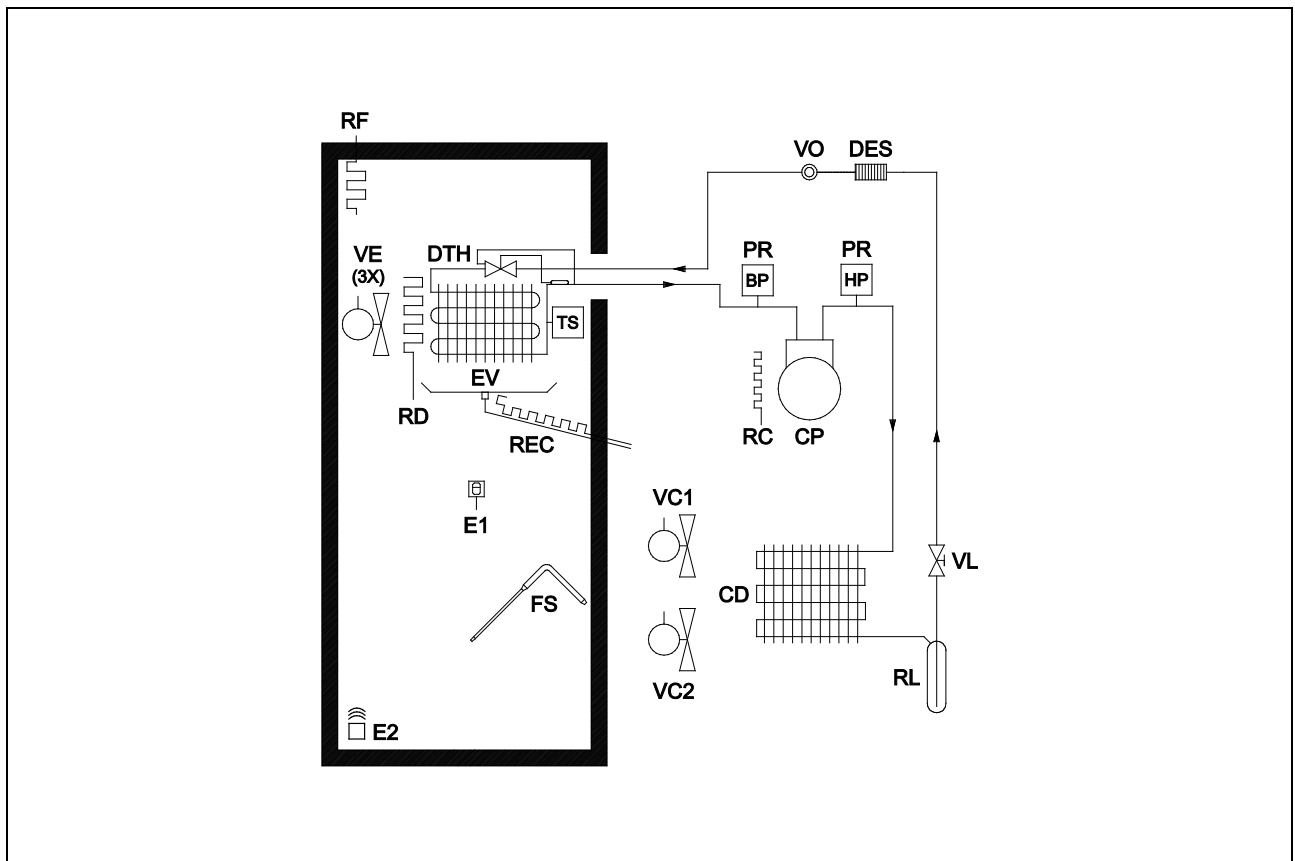 RF
VO
DES
VE
(3X)
DTH
PR
BP
PR
HP
TS
EV
RD
REC
RC
CP
E1
VC1
FS
CD
VL
VC2
RL
E2